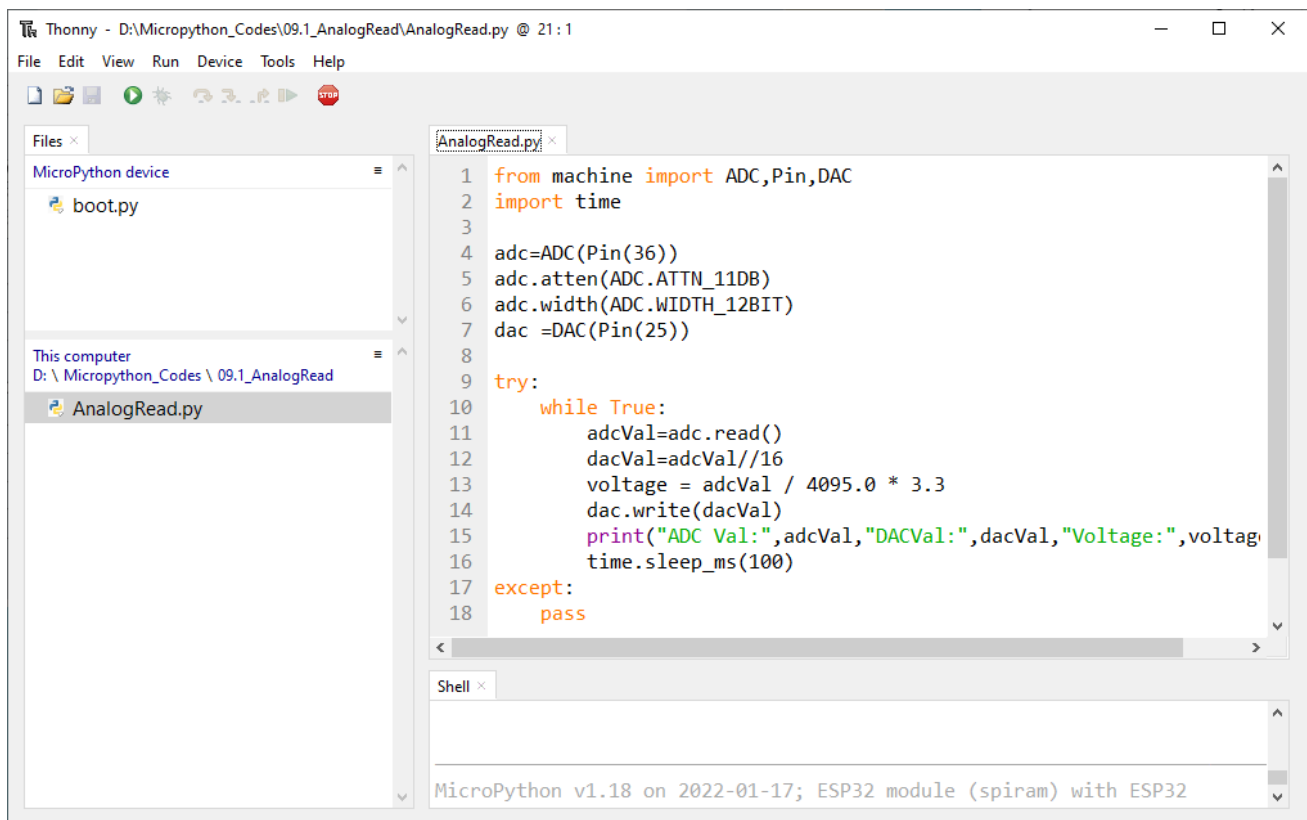 Thonny - D:\Micropython_Codes\09.1_AnalogRead\AnalogRead.py @ 21 : 1
File Edit View Run Device Tools Help
STOP
Files
MicroPython device
boot.py
This computer
D: \ Micropython_Codes \ 09.1_AnalogRead
AnalogRead.py
AnalogRead.py
1 from machine import ADC,Pin,DAC
2 import time
3
4 adc=ADC(Pin(36))
5 adc.atten(ADC.ATTN_11DB)
6 adc.width(ADC.WIDTH_12BIT)
7 dac =DAC(Pin(25))
8
9 try:
10     while True:
11         adcVal=adc.read()
12         dacVal=adcVal//16
13         voltage = adcVal / 4095.0 * 3.3
14         dac.write(dacVal)
15         print("ADC Val:",adcVal,"DACVal:",dacVal,"Voltage:",voltag
16         time.sleep_ms(100)
17 except:
18     pass
Shell
MicroPython v1.18 on 2022-01-17; ESP32 module (spiram) with ESP32